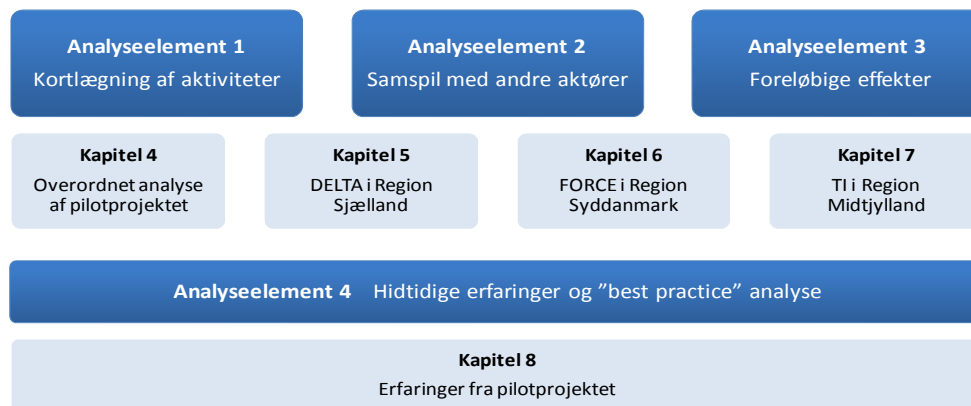 Analyseelement 1
Kortlægning af aktiviteter
Analyseelement 2
Samspil med andre aktører
Analyseelement 3
Foreløbige effekter
Kapitel 4
Overordnet analyse
af pilotprojektet
Kapitel 5
DELTA i Region
Sjælland
Kapitel 6
FORCE i Region
Syddanmark
Kapitel 7
TI i Region
Midtjylland
Analyseelement 4 Hidtidige erfaringer og ”best practice” analyse
Kapitel 8
Erfaringer fra pilotprojektet